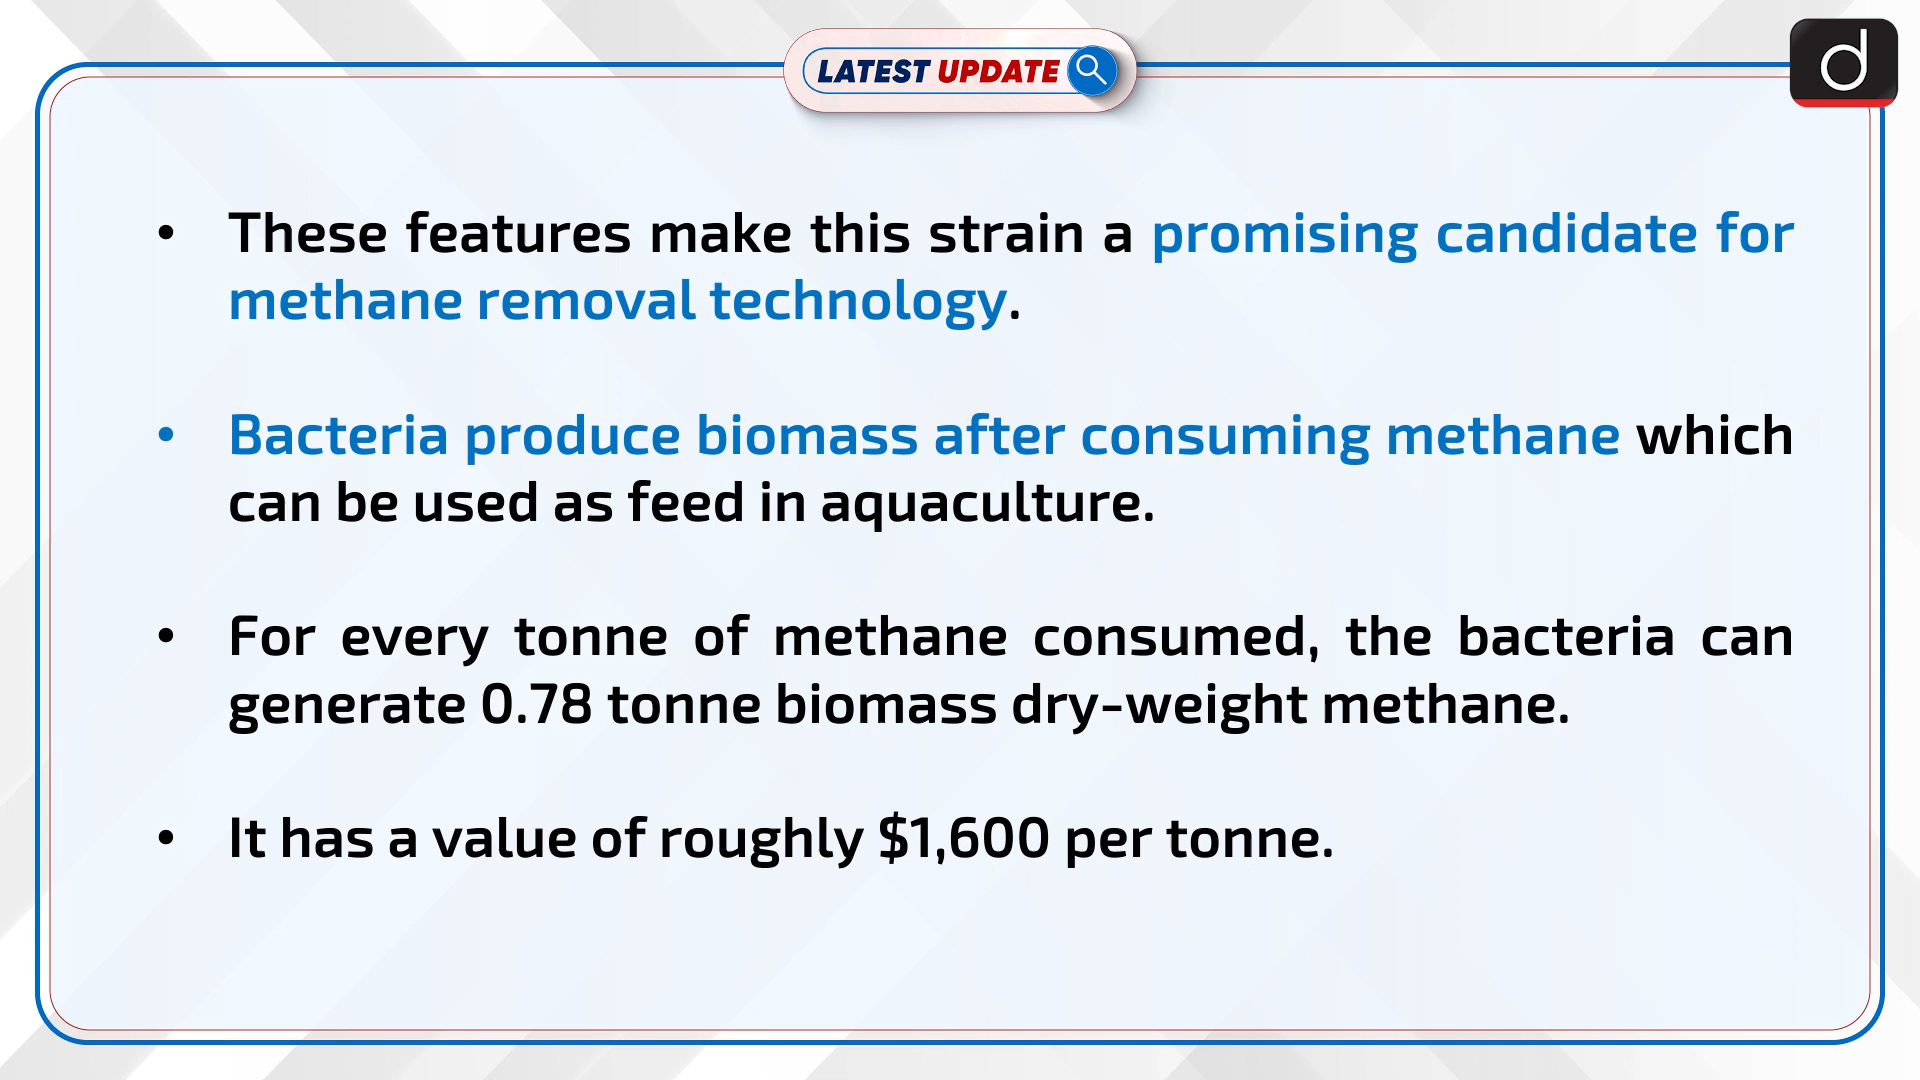 LATEST UPDATE
d
• These features make this strain a promising candidate for
methane removal technology.
• Bacteria produce biomass after consuming methane which
can be used as feed in aquaculture.
• For every tonne of methane consumed, the bacteria can
generate 0.78 tonne biomass dry-weight methane.
• It has a value of roughly $1,600 per tonne.